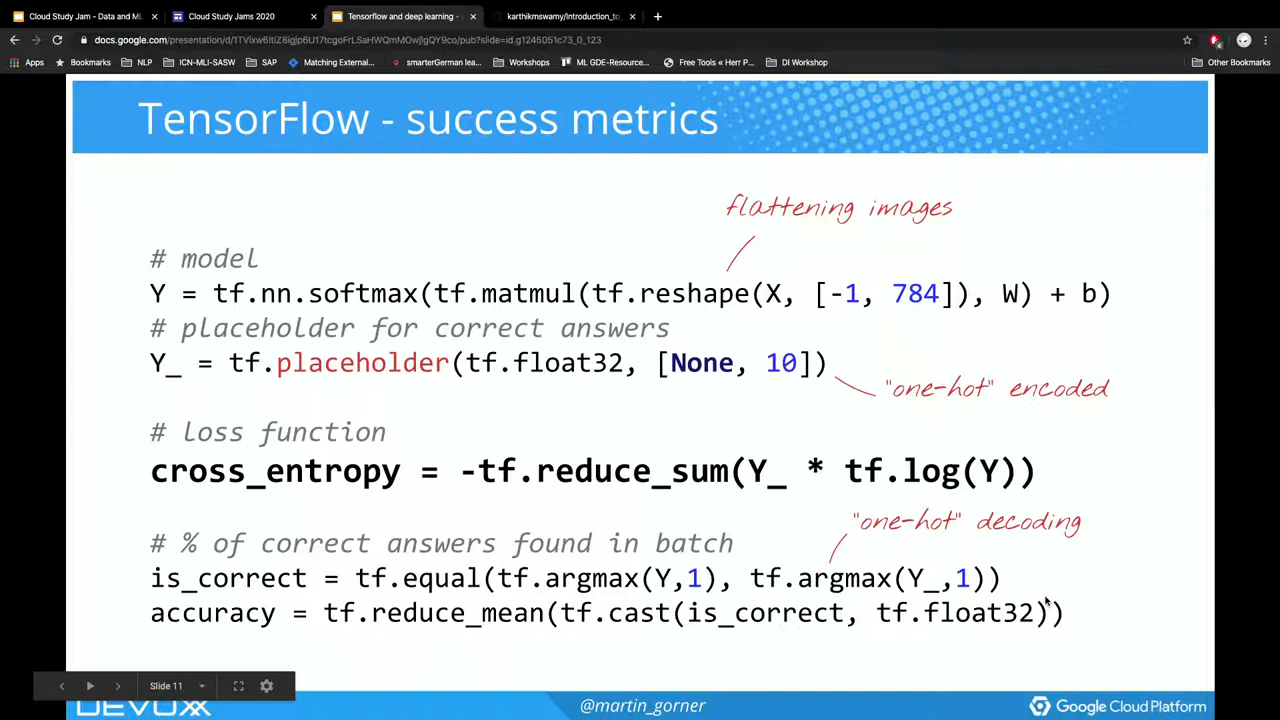 Cloud Study Jam - Data and ML
Cloud Study Jams 2020
Tensorflow and deep learning -
karthikmswamy/Introduction_to_
docs.google.com/presentation/d/1TVixw6ItiZ8igjp6U17tcgoFrLSaHWQmMOwjlgQY9co/pub?slide=id.g1245051c73_0_123
Apps Bookmarks NLP ICN-MLI-SASW SAP Matching External... smarterGerman lea... Workshops ML GDE-Resource... Free Tools « Herr P... DI Workshop Other Bookmarks
TensorFlow - success metrics
flattening images
# model
Y = tf.nn.softmax(tf.matmul(tf.reshape(X, [-1, 784]), W) + b)
# placeholder for correct answers
Y_ = tf.placeholder(tf.float32, [None, 10])
"one-hot" encoded
# loss function
cross_entropy = -tf.reduce_sum(Y_ * tf.log(Y))
"one-hot" decoding
# % of correct answers found in batch
is_correct = tf.equal(tf.argmax(Y,1), tf.argmax(Y_,1))
accuracy = tf.reduce_mean(tf.cast(is_correct, tf.float32))
Slide 11
DEVOXX
@martin_gorner
Google Cloud Platform